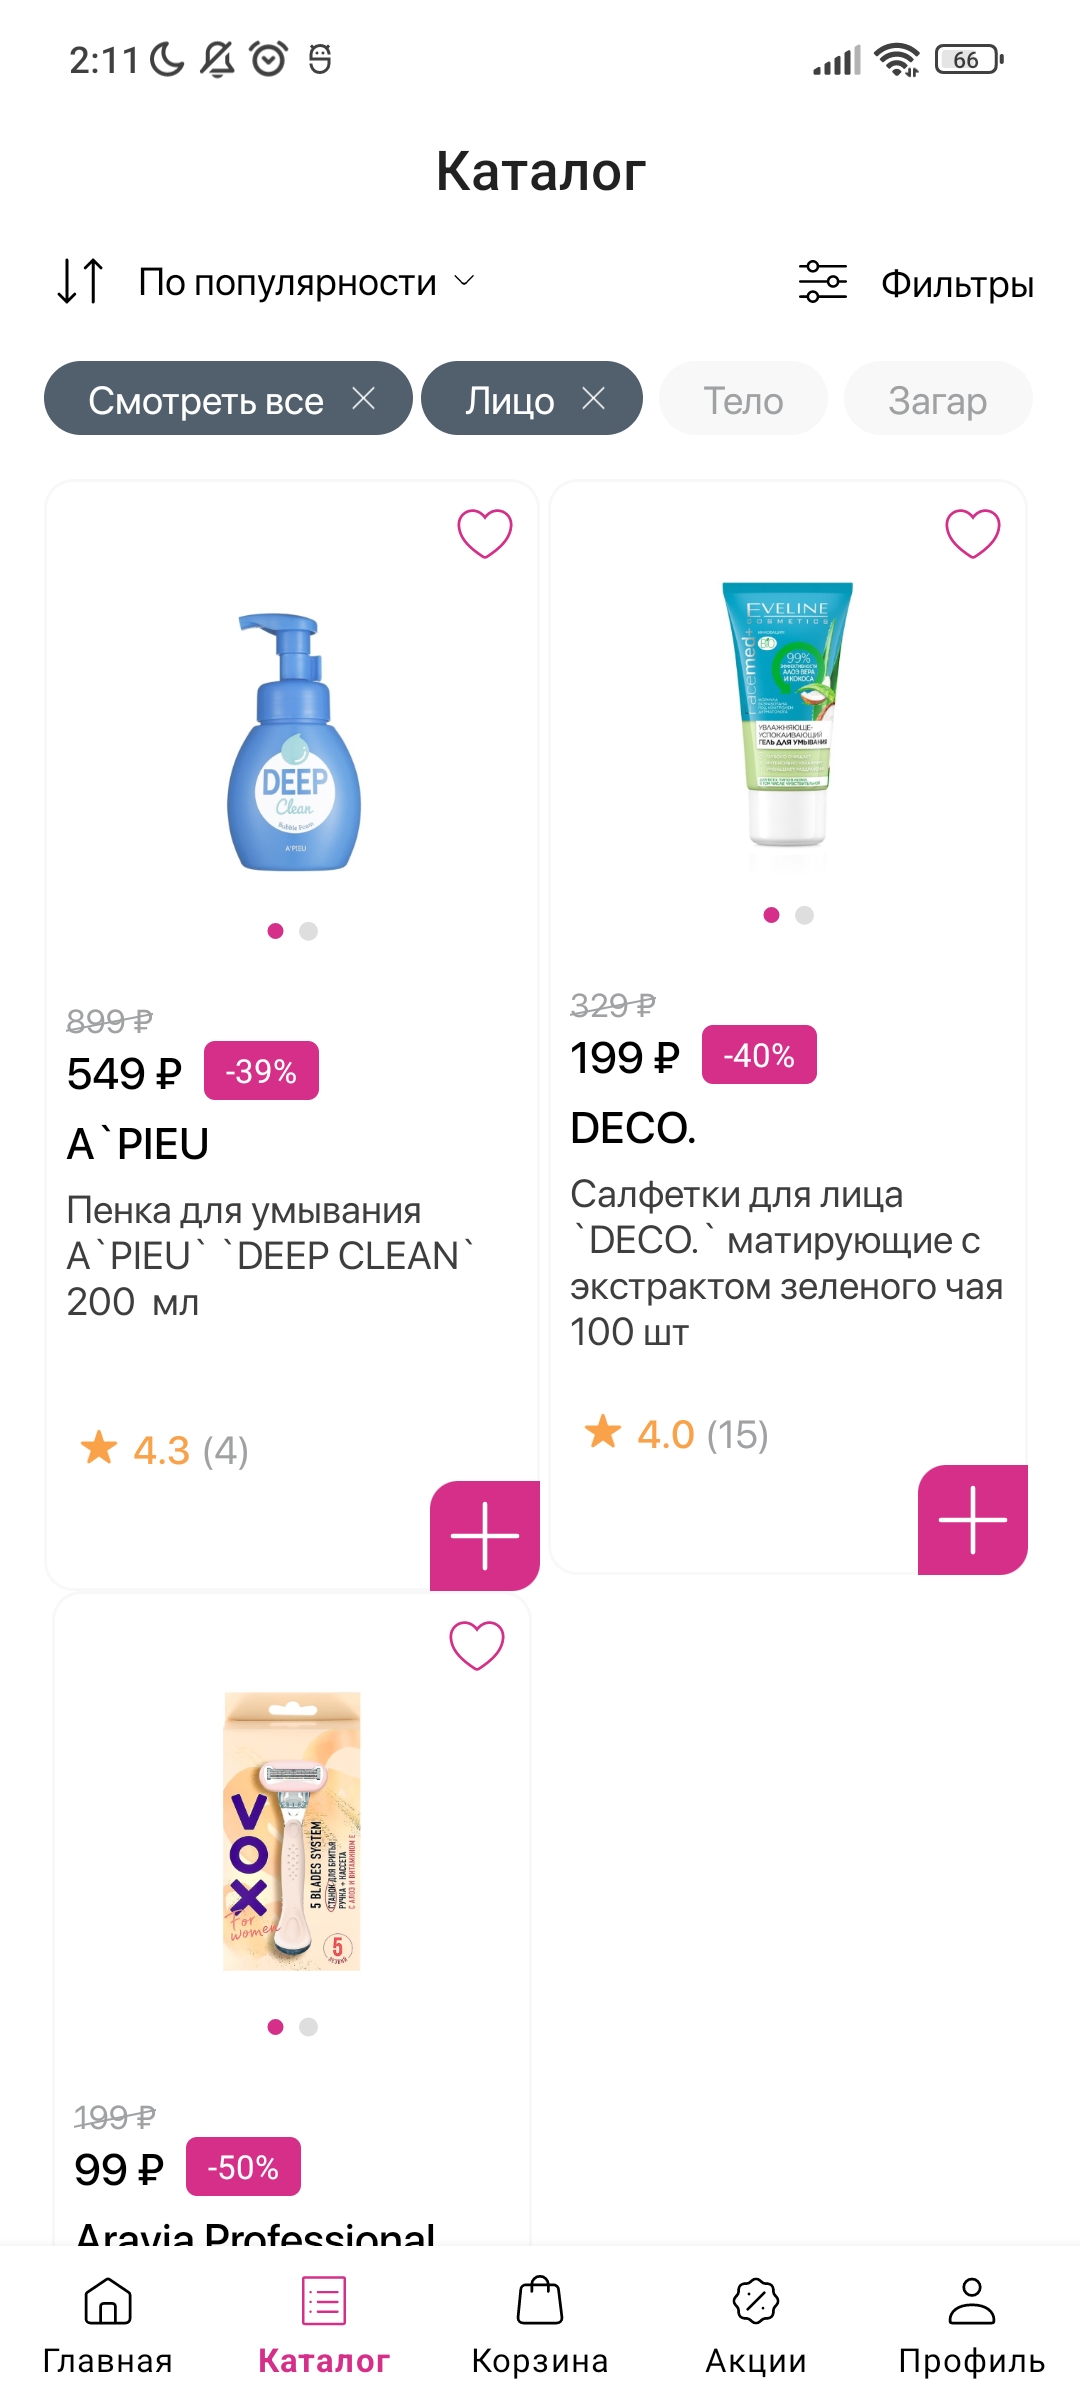 2:11
66
Каталог
По популярности
Фильтры
Смотреть все
Лицо
Тело
Загар
DEEP
Clean
Bubble Foam
A'PIEU
899 ₽
549 ₽
-39%
A`PIEU
Пенка для умывания
A`PIEU` `DEEP CLEAN`
200 мл
4.3 (4)
EVELINE
COSMETICS
facemed+
BIO
99%
АЛОЭ ВЕРА
И КОКОСА
УВЛАЖНЯЮЩЕ-
УСПОКАИВАЮЩИЙ
ГЕЛЬ ДЛЯ УМЫВАНИЯ
329 ₽
199 ₽
-40%
DECO.
Салфетки для лица
`DECO.` матирующие с
экстрактом зеленого чая
100 шт
4.0 (15)
VOX
For
women
5 BLADES SYSTEM
СТАНОК ДЛЯ БРИТЬЯ
РУЧКА + КАССЕТА
С АЛОЭ И ВИТАМИНОМ Е
5
199 ₽
99 ₽
-50%
Aravia Professional
Главная
Каталог
Корзина
Акции
Профиль